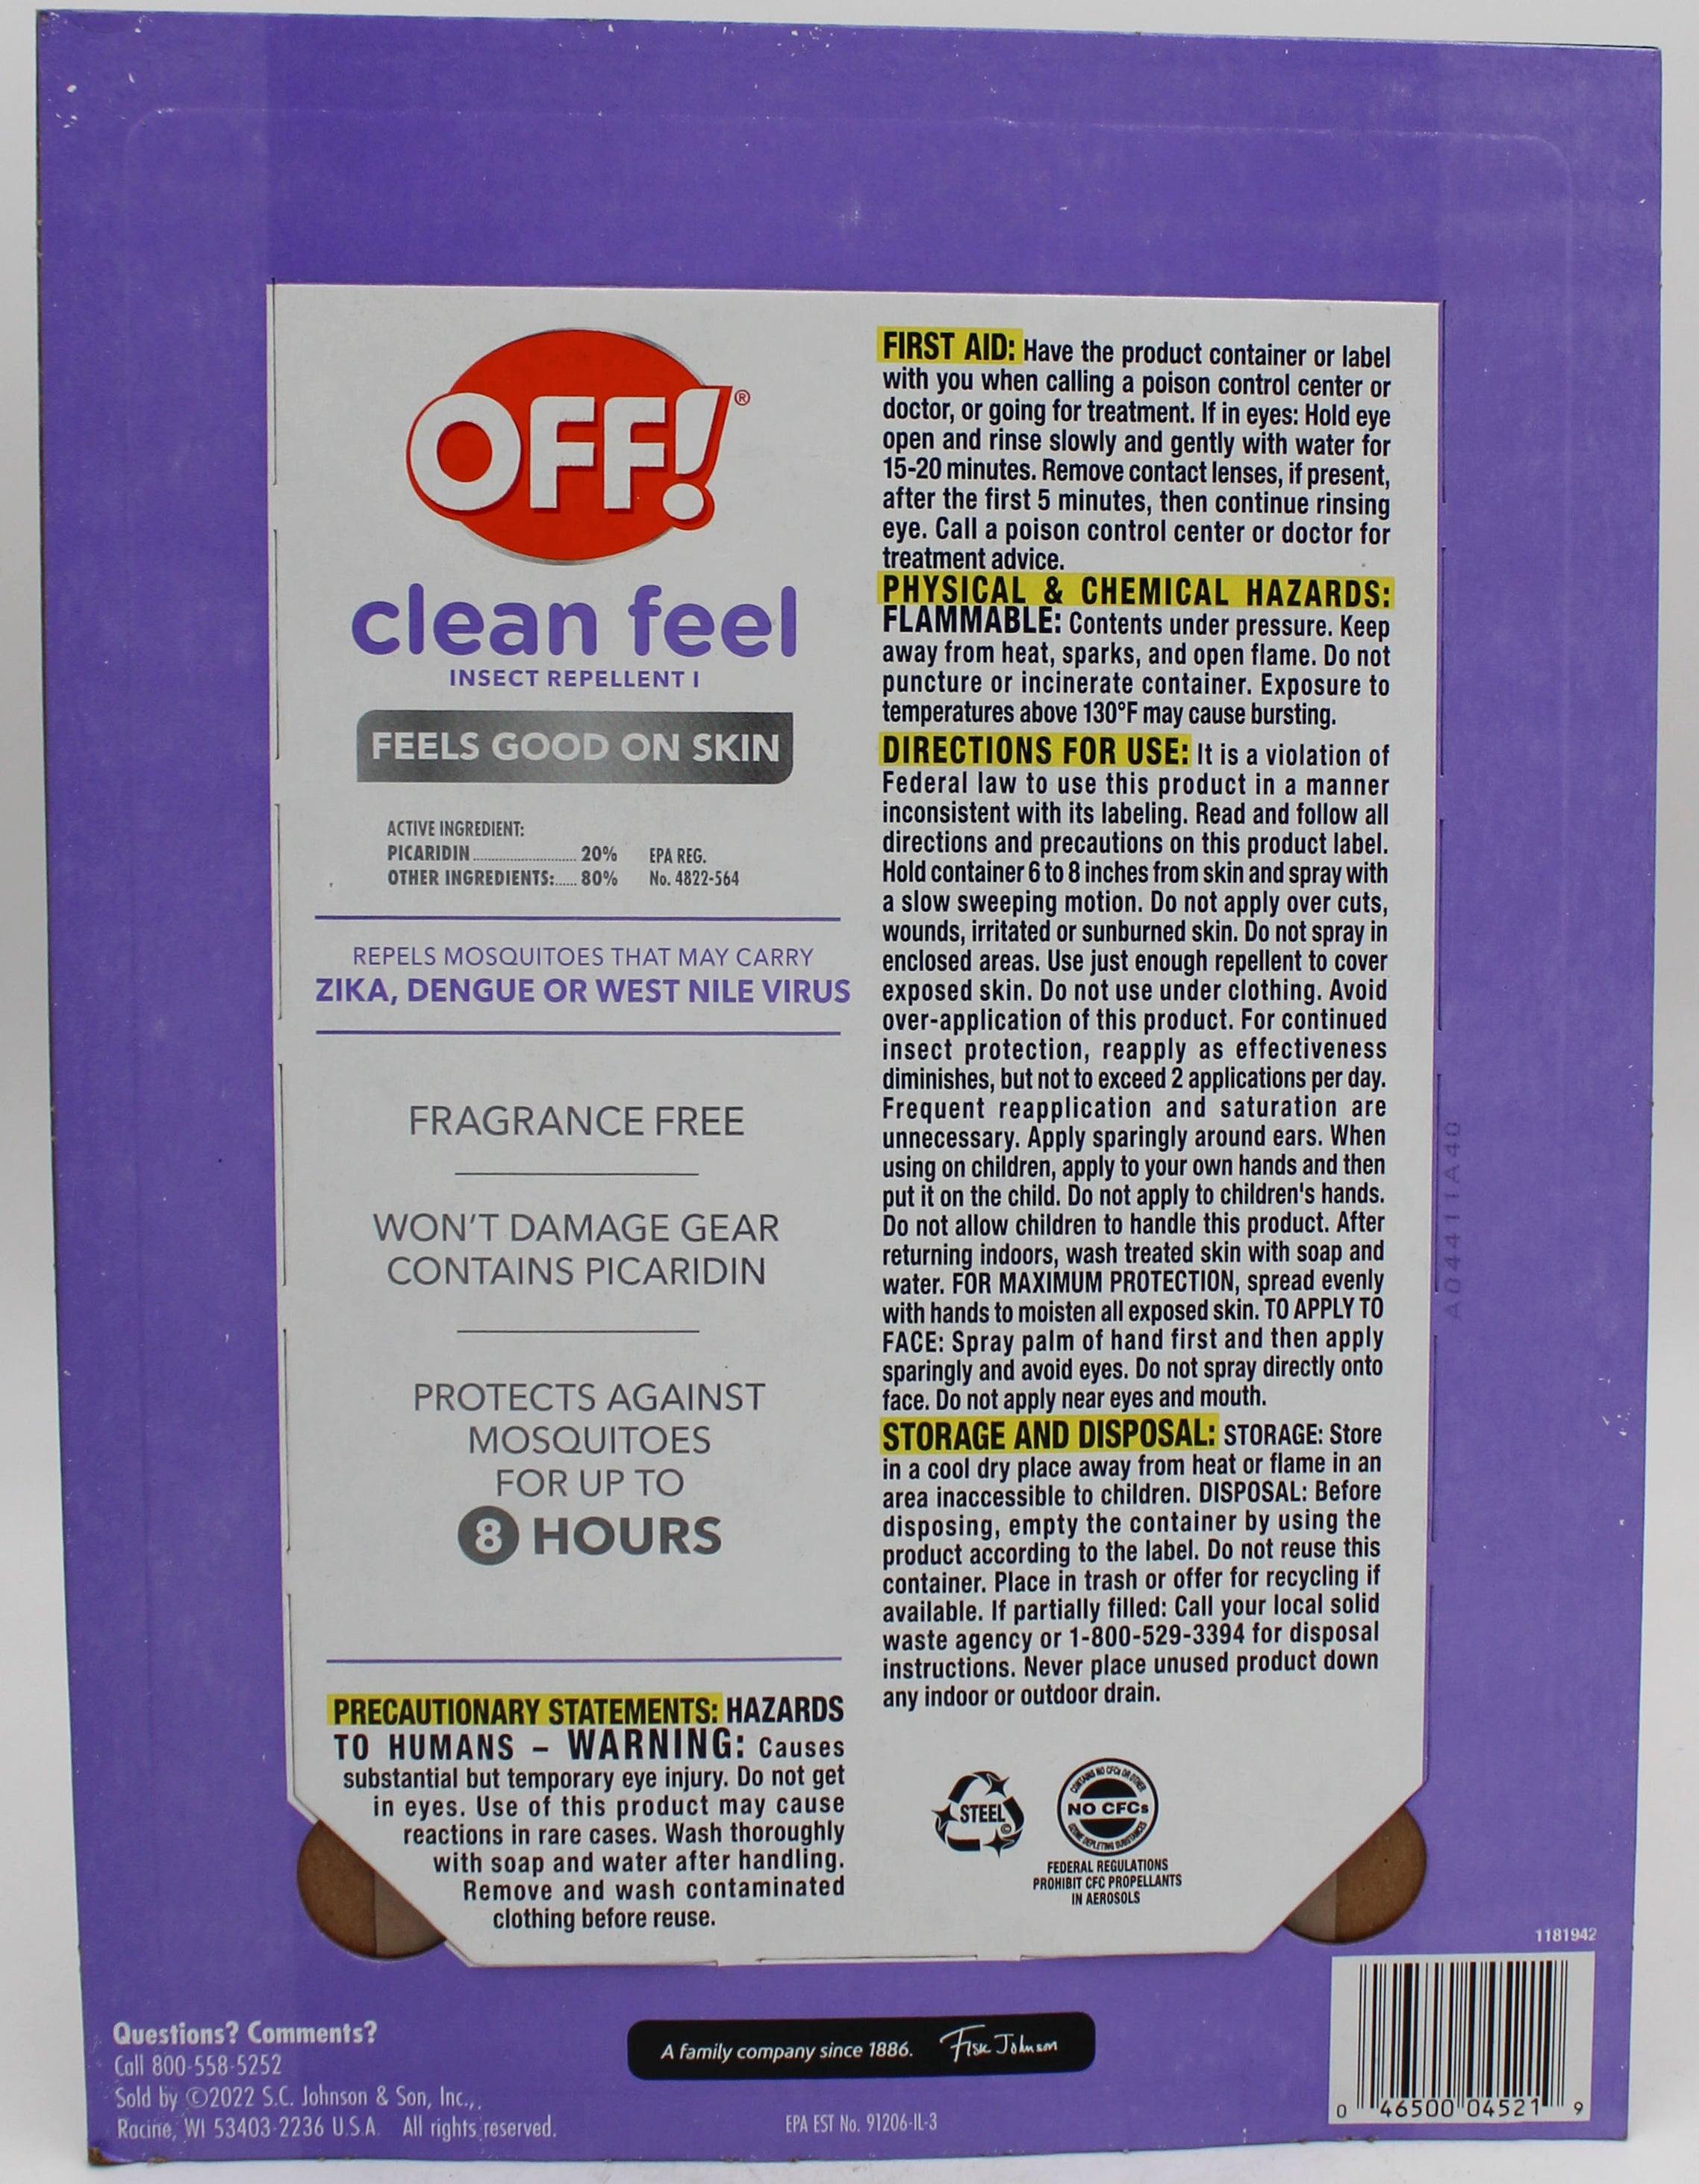 OFF!®
clean feel
INSECT REPELLENT I
FEELS GOOD ON SKIN
ACTIVE INGREDIENT:
PICARIDIN.............................. 20%
OTHER INGREDIENTS:...... 80%
EPA REG.
No. 4822-564
REPELS MOSQUITOES THAT MAY CARRY
ZIKA, DENGUE OR WEST NILE VIRUS
FRAGRANCE FREE
WON'T DAMAGE GEAR
CONTAINS PICARIDIN
PROTECTS AGAINST
MOSQUITOES
FOR UP TO
8 HOURS
PRECAUTIONARY STATEMENTS: HAZARDS
TO HUMANS – WARNING: Causes
substantial but temporary eye injury. Do not get
in eyes. Use of this product may cause
reactions in rare cases. Wash thoroughly
with soap and water after handling.
Remove and wash contaminated
clothing before reuse.
FIRST AID: Have the product container or label
with you when calling a poison control center or
doctor, or going for treatment. If in eyes: Hold eye
open and rinse slowly and gently with water for
15-20 minutes. Remove contact lenses, if present,
after the first 5 minutes, then continue rinsing
eye. Call a poison control center or doctor for
treatment advice.
PHYSICAL & CHEMICAL HAZARDS:
FLAMMABLE: Contents under pressure. Keep
away from heat, sparks, and open flame. Do not
puncture or incinerate container. Exposure to
temperatures above 130°F may cause bursting.
DIRECTIONS FOR USE: It is a violation of
Federal law to use this product in a manner
inconsistent with its labeling. Read and follow all
directions and precautions on this product label.
Hold container 6 to 8 inches from skin and spray with
a slow sweeping motion. Do not apply over cuts,
wounds, irritated or sunburned skin. Do not spray in
enclosed areas. Use just enough repellent to cover
exposed skin. Do not use under clothing. Avoid
over-application of this product. For continued
insect protection, reapply as effectiveness
diminishes, but not to exceed 2 applications per day.
Frequent reapplication and saturation are
unnecessary. Apply sparingly around ears. When
using on children, apply to your own hands and then
put it on the child. Do not apply to children's hands.
Do not allow children to handle this product. After
returning indoors, wash treated skin with soap and
water. FOR MAXIMUM PROTECTION, spread evenly
with hands to moisten all exposed skin. TO APPLY TO
FACE: Spray palm of hand first and then apply
sparingly and avoid eyes. Do not spray directly onto
face. Do not apply near eyes and mouth.
STORAGE AND DISPOSAL: STORAGE: Store
in a cool dry place away from heat or flame in an
area inaccessible to children. DISPOSAL: Before
disposing, empty the container by using the
product according to the label. Do not reuse this
container. Place in trash or offer for recycling if
available. If partially filled: Call your local solid
waste agency or 1-800-529-3394 for disposal
instructions. Never place unused product down
any indoor or outdoor drain.
STEEL ©
CONTAINS NO CFCs OR OTHER
NO CFCs
OZONE DEPLETING SUBSTANCES
FEDERAL REGULATIONS
PROHIBIT CFC PROPELLANTS
IN AEROSOLS
A04411A40
1181942
0 46500 04521 9
Questions? Comments?
Call 800-558-5252
Sold by ©2022 S.C. Johnson & Son, Inc.,.
Racine, WI 53403-2236 U.S.A. All rights reserved.
A family company since 1886. Fisk Johnson
EPA EST No. 91206-IL-3